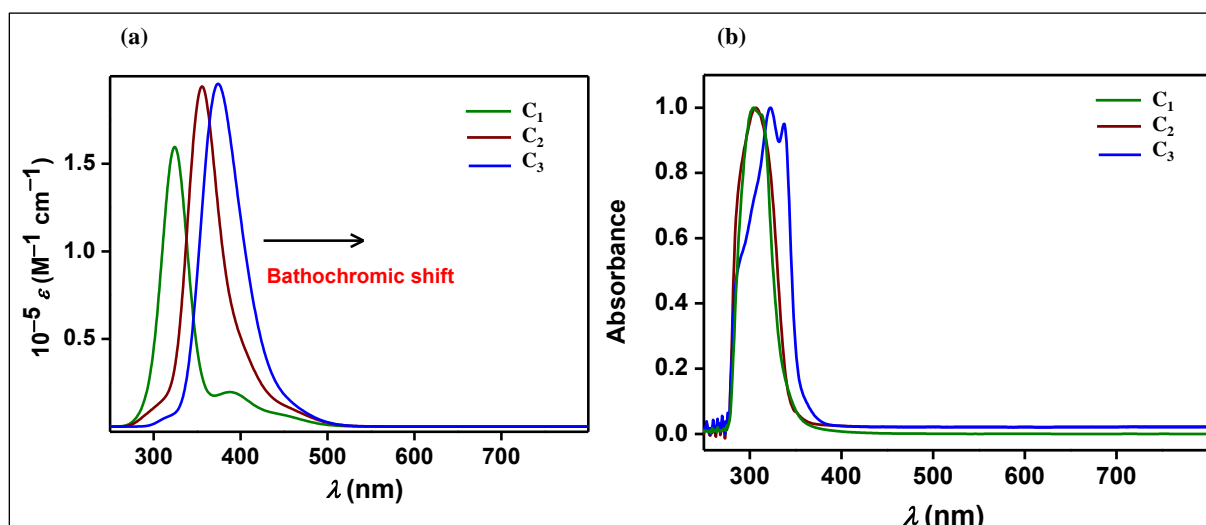 (a)
(b)
C₁
C₂
C₃
Bathochromic shift
10⁻⁵ ε (M⁻¹ cm⁻¹)
1.5
1.0
0.5
300 400 500 600 700
λ (nm)
C₁
C₂
C₃
Absorbance
1.0
0.8
0.6
0.4
0.2
0.0
300 400 500 600 700
λ (nm)